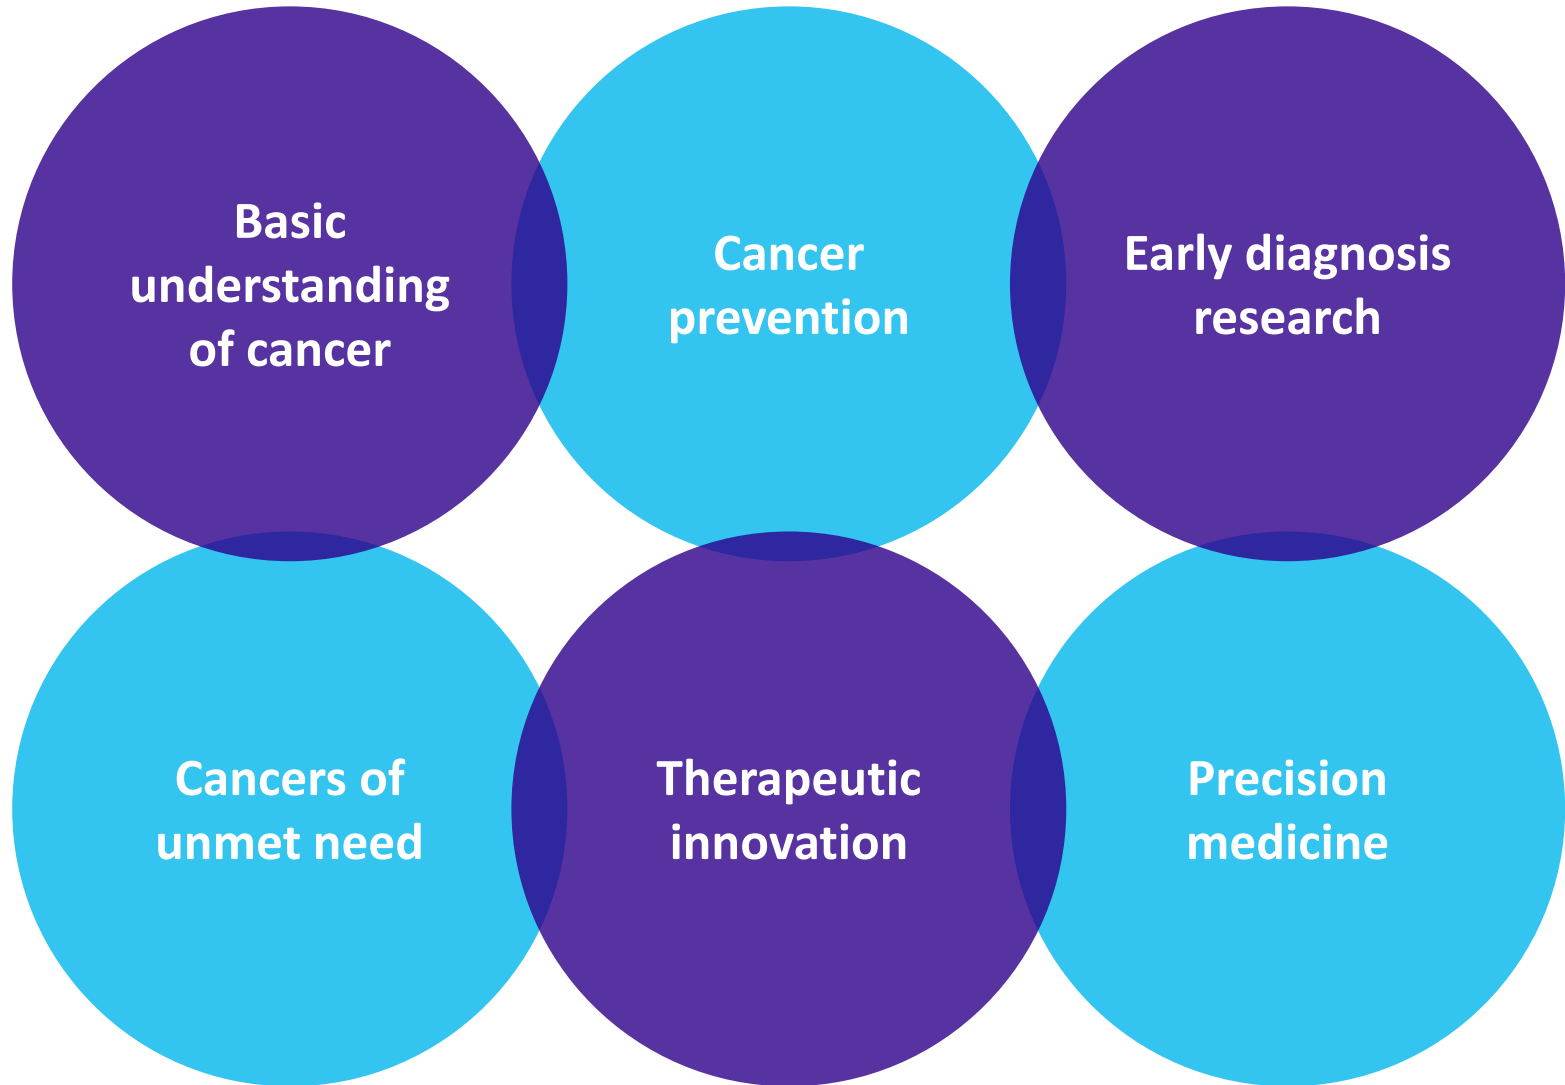 Basic
understanding
of cancer
Cancer
prevention
Early diagnosis
research
Cancers of
unmet need
Therapeutic
innovation
Precision
medicine